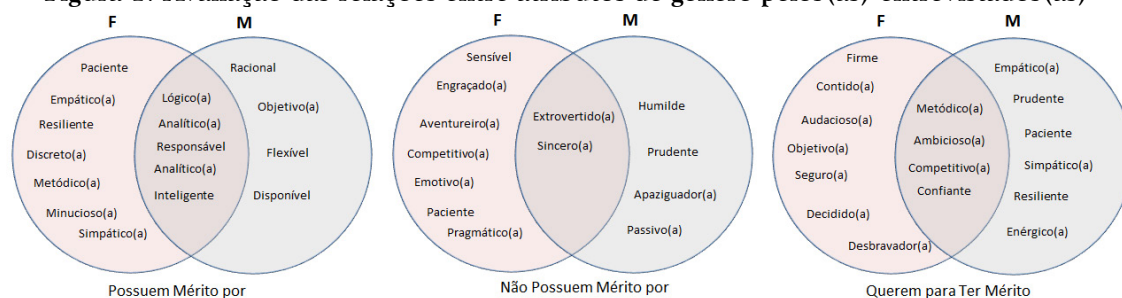 Figura 1: Avaliação das relações entre atributos de gênero pelos(as) entrevistados(as)
F M
Paciente
Empático(a)
Resiliente
Discreto(a)
Metódico(a)
Minucioso(a)
Simpático(a)
Lógico(a)
Analítico(a)
Responsável
Analítico(a)
Inteligente
Racional
Objetivo(a)
Flexível
Disponível
Possuem Mérito por
F M
Sensível
Engraçado(a)
Aventureiro(a)
Competitivo(a)
Emotivo(a)
Paciente
Pragmático(a)
Extrovertido(a)
Sincero(a)
Humilde
Prudente
Apaziguador(a)
Passivo(a)
Não Possuem Mérito por
F M
Firme
Contido(a)
Audacioso(a)
Objetivo(a)
Seguro(a)
Decidido(a)
Desbravador(a)
Metódico(a)
Ambicioso(a)
Competitivo(a)
Confiante
Empático(a)
Prudente
Paciente
Simpático(a)
Resiliente
Enérgico(a)
Querem para Ter Mérito